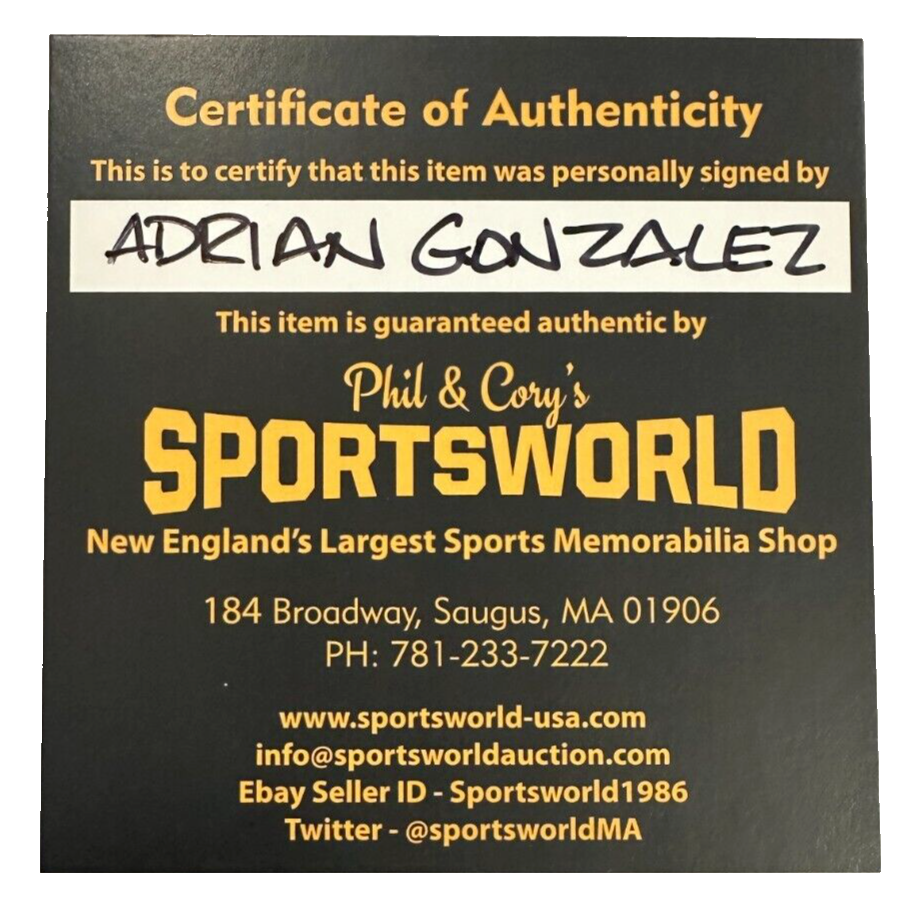 Certificate of Authenticity
This is to certify that this item was personally signed by
ADRIAN GONZALEZ
This item is guaranteed authentic by
Phil & Cory's
SPORTSWORLD
New England's Largest Sports Memorabilia Shop
184 Broadway, Saugus, MA 01906
PH: 781-233-7222
www.sportsworld-usa.com
info@sportsworldauction.com
Ebay Seller ID - Sportsworld1986
Twitter - @sportsworldMA